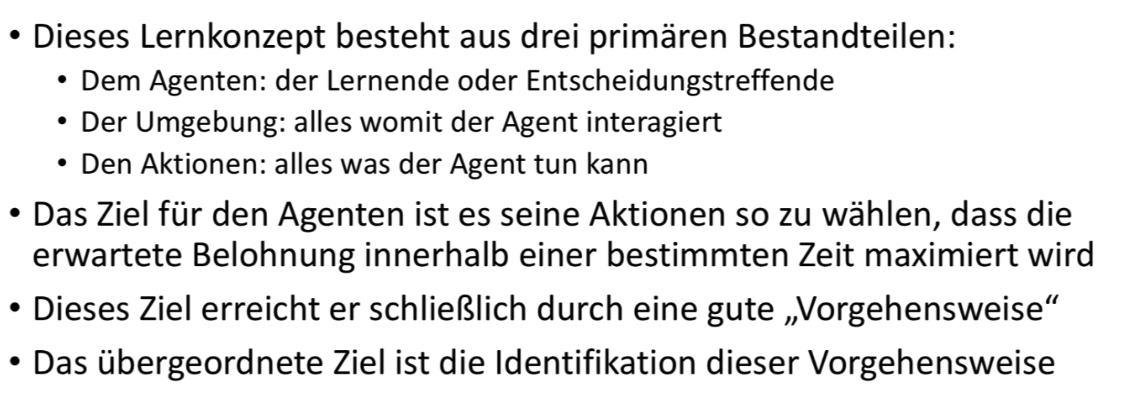 • Dieses Lernkonzept besteht aus drei primären Bestandteilen:
• Dem Agenten: der Lernende oder Entscheidungstreffende
• Der Umgebung: alles womit der Agent interagiert
• Den Aktionen: alles was der Agent tun kann
• Das Ziel für den Agenten ist es seine Aktionen so zu wählen, dass die
erwartete Belohnung innerhalb einer bestimmten Zeit maximiert wird
• Dieses Ziel erreicht er schließlich durch eine gute „Vorgehensweise“
• Das übergeordnete Ziel ist die Identifikation dieser Vorgehensweise